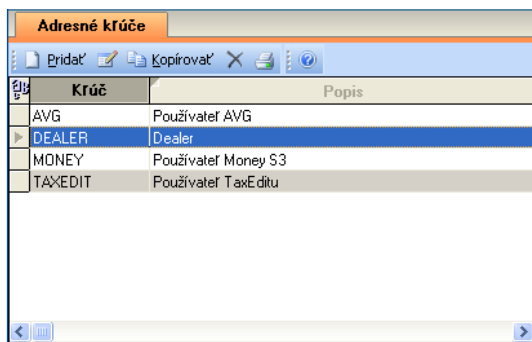 Adresné kľúče
Pridať Kopírovať
Kľúč Popis
AVG Používateľ AVG
DEALER Dealer
MONEY Používateľ Money S3
TAXEDIT Používateľ TaxEditu